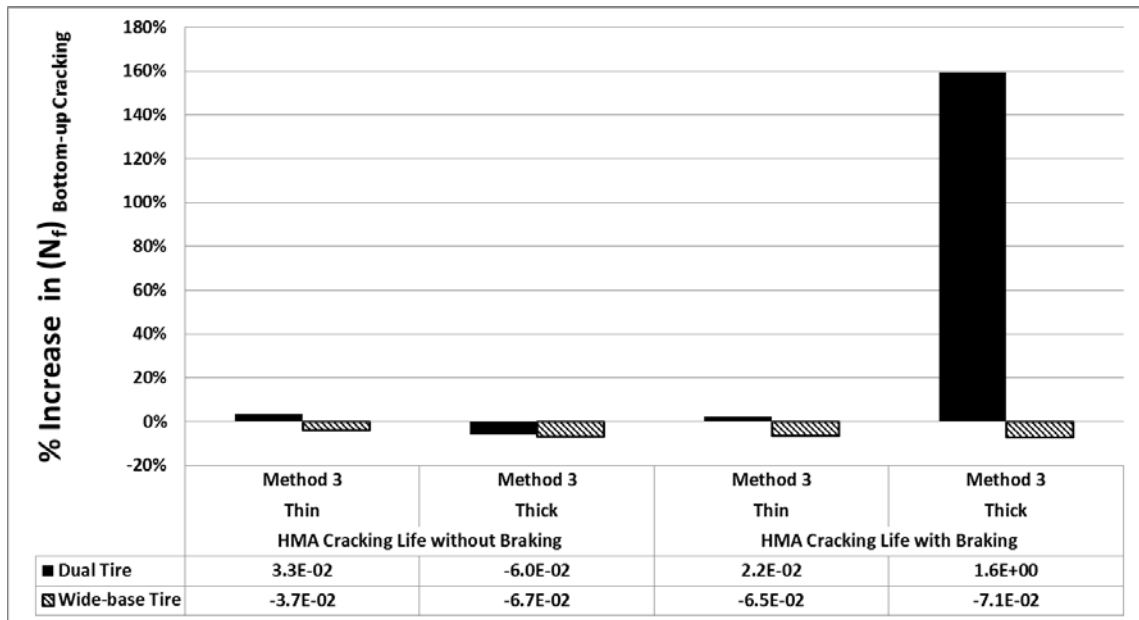 % Increase in (Nf) Bottom-up Cracking
180%
160%
140%
120%
100%
80%
60%
40%
20%
0%
-20%
Method 3 Method 3 Method 3 Method 3
Thin Thick Thin Thick
HMA Cracking Life without Braking HMA Cracking Life with Braking
Dual Tire 3.3E-02 -6.0E-02 2.2E-02 1.6E+00
Wide-base Tire -3.7E-02 -6.7E-02 -6.5E-02 -7.1E-02